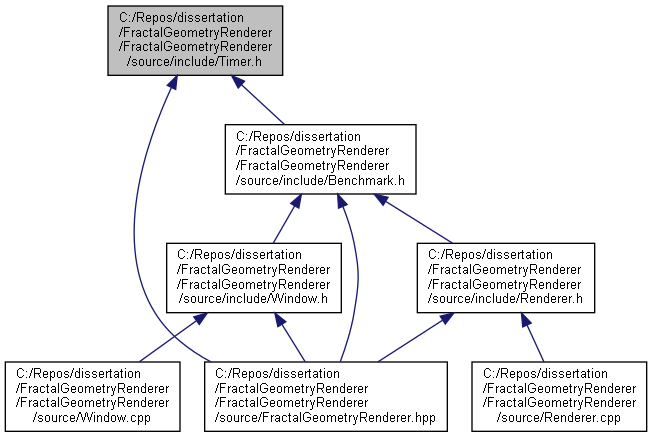 C:/Repos/dissertation
/FractalGeometryRenderer
/FractalGeometryRenderer
/source/include/Timer.h
C:/Repos/dissertation
/FractalGeometryRenderer
/FractalGeometryRenderer
/source/include/Benchmark.h
C:/Repos/dissertation
/FractalGeometryRenderer
/FractalGeometryRenderer
/source/include/Window.h
C:/Repos/dissertation
/FractalGeometryRenderer
/FractalGeometryRenderer
/source/include/Renderer.h
C:/Repos/dissertation
/FractalGeometryRenderer
/FractalGeometryRenderer
/source/Window.cpp
C:/Repos/dissertation
/FractalGeometryRenderer
/FractalGeometryRenderer
/source/FractalGeometryRenderer.hpp
C:/Repos/dissertation
/FractalGeometryRenderer
/FractalGeometryRenderer
/source/Renderer.cpp